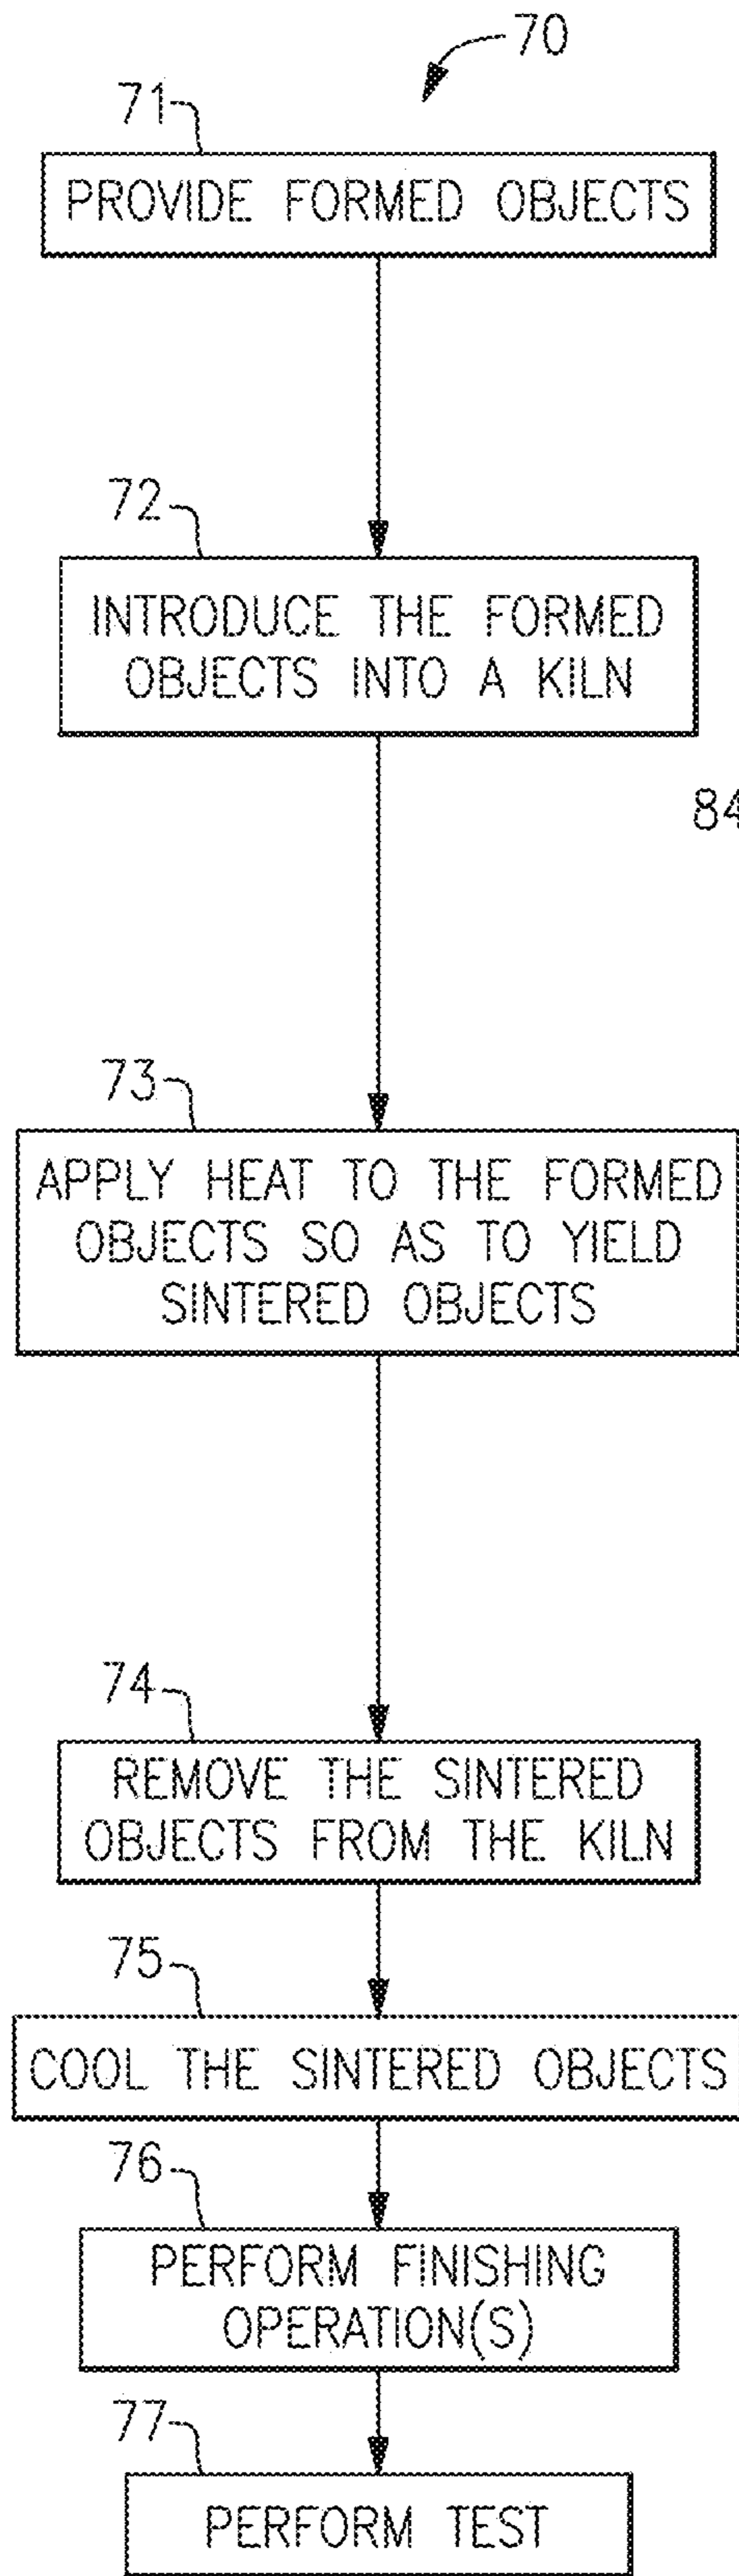 70
71
PROVIDE FORMED OBJECTS
72
INTRODUCE THE FORMED
OBJECTS INTO A KILN
84
73
APPLY HEAT TO THE FORMED
OBJECTS SO AS TO YIELD
SINTERED OBJECTS
74
REMOVE THE SINTERED
OBJECTS FROM THE KILN
75
COOL THE SINTERED OBJECTS
76
PERFORM FINISHING
OPERATION(S)
77
PERFORM TEST